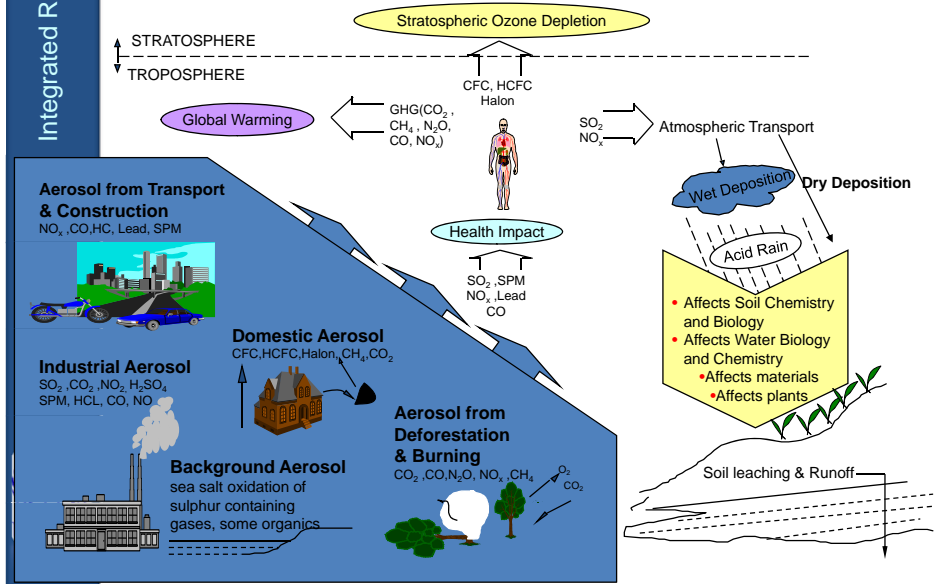 Integrated R
Stratospheric Ozone Depletion
STRATOSPHERE
TROPOSPHERE
CFC, HCFC
Halon
Global Warming
GHG(CO₂ ,
CH₄ , N₂O,
CO, NOₓ)
SO₂
NOₓ
Atmospheric Transport
Wet Deposition
Dry Deposition
Acid Rain
Health Impact
SO₂ ,SPM
NOₓ ,Lead
CO
• Affects Soil Chemistry
and Biology
• Affects Water Biology
and Chemistry
•Affects materials
•Affects plants
Soil leaching & Runoff
Aerosol from Transport
& Construction
NOₓ ,CO,HC, Lead, SPM
Domestic Aerosol
CFC,HCFC,Halon, CH₄,CO₂
Industrial Aerosol
SO₂ ,CO₂ ,NO₂, H₂SO₄
SPM, HCL, CO, NO
Aerosol from
Deforestation
& Burning
CO₂ ,CO,N₂O, NOₓ ,CH₄
O₂
CO₂
Background Aerosol
sea salt oxidation of
sulphur containing
gases, some organics